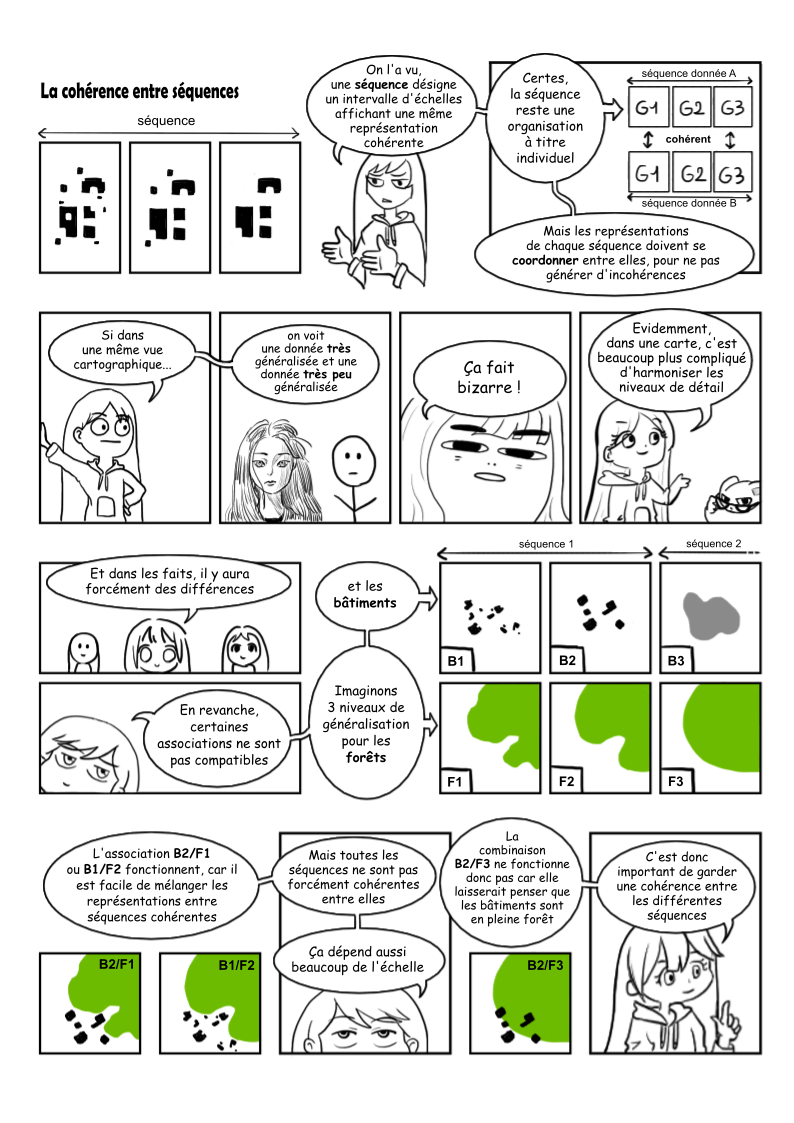 La cohérence entre séquences
séquence
On l'a vu,
une séquence désigne
un intervalle d'échelles
affichant une même
représentation
cohérente
Certes,
la séquence
reste une
organisation
à titre
individuel
séquence donnée A
G1 G2 G3
cohérent
G1 G2 G3
séquence donnée B
Mais les représentations
de chaque séquence doivent se
coordonner entre elles, pour ne pas
générer d'incohérences
Si dans
une même vue
cartographique...
on voit
une donnée très
généralisée et une
donnée très peu
généralisée
Ça fait
bizarre !
Evidemment,
dans une carte, c'est
beaucoup plus compliqué
d'harmoniser les
niveaux de détail
Et dans les faits, il y aura
forcément des différences
En revanche,
certaines
associations ne sont
pas compatibles
Imaginons
3 niveaux de
généralisation
pour les
forêts
et les
bâtiments
séquence 1
séquence 2
B1
B2
B3
F1
F2
F3
L'association B2/F1
ou B1/F2 fonctionnent, car il
est facile de mélanger les
représentations entre
séquences cohérentes
B2/F1
B1/F2
Mais toutes les
séquences ne sont pas
forcément cohérentes
entre elles
Ça dépend aussi
beaucoup de l'échelle
La
combinaison
B2/F3 ne fonctionne
donc pas car elle
laisserait penser que
les bâtiments sont
en pleine forêt
B2/F3
C'est donc
important de garder
une cohérence entre
les différentes
séquences